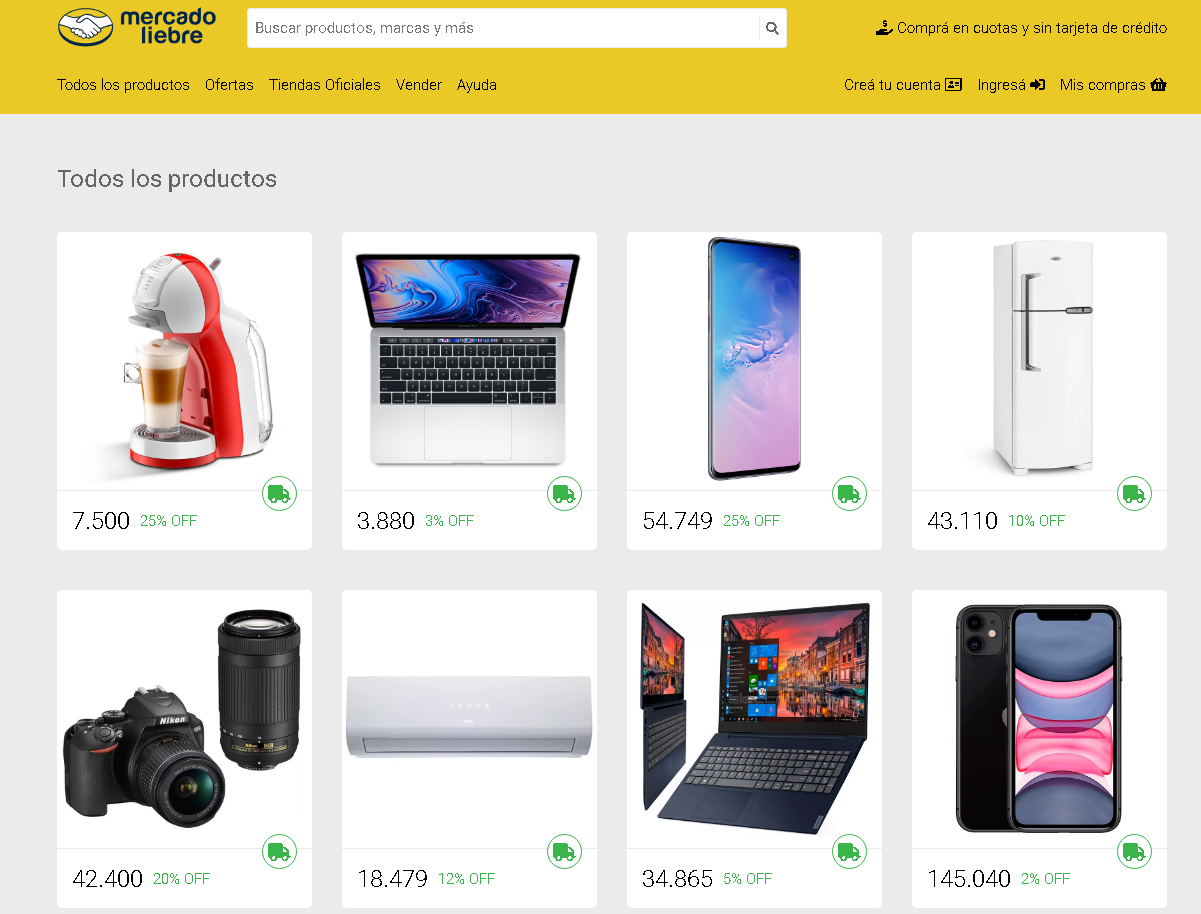 mercado
liebre
Buscar productos, marcas y más
Comprá en cuotas y sin tarjeta de crédito
Todos los productos Ofertas Tiendas Oficiales Vender Ayuda
Creá tu cuenta Ingresá Mis compras
Todos los productos
7.500 25% OFF
3.880 3% OFF
54.749 25% OFF
43.110 10% OFF
Nikon
42.400 20% OFF
18.479 12% OFF
34.865 5% OFF
145.040 2% OFF